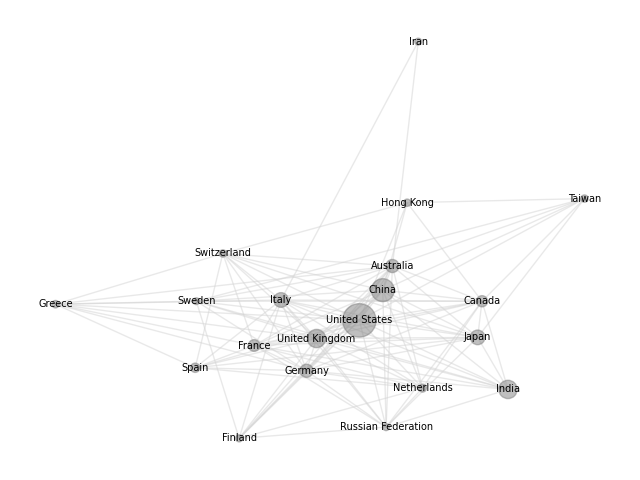 Iran
Hong Kong
Taiwan
Switzerland
Australia
China
Greece
Sweden
Italy
Canada
United States
United Kingdom
Japan
France
Spain
Germany
Netherlands
India
Russian Federation
Finland